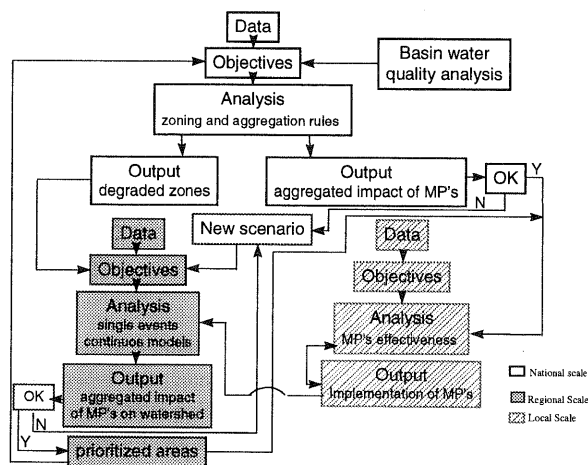 Data
Objectives
Basin water
quality analysis
Analysis
zoning and aggregation rules
Output
degraded zones
Output
aggregated impact of MP's
OK
Y
N
New scenario
Data
Objectives
Analysis
single events
continue models
Output
aggregated impact
of MP's on watershed
OK
N
Y
prioritized areas
Data
Objectives
Analysis
MP's effectiveness
Output
Implementation of MP's
National scale
Regional Scale
Local Scale